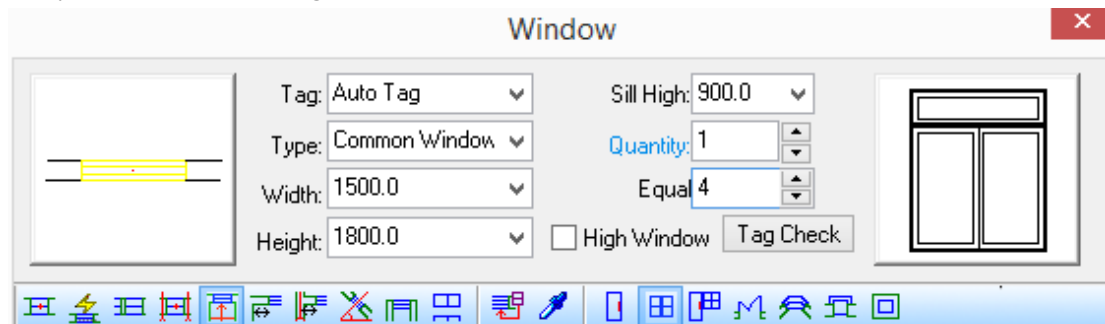 Window
Tag: Auto Tag Sill High: 900.0
Type: Common Window Quantity: 1
Width: 1500.0 Equal 4
Height: 1800.0 High Window Tag Check